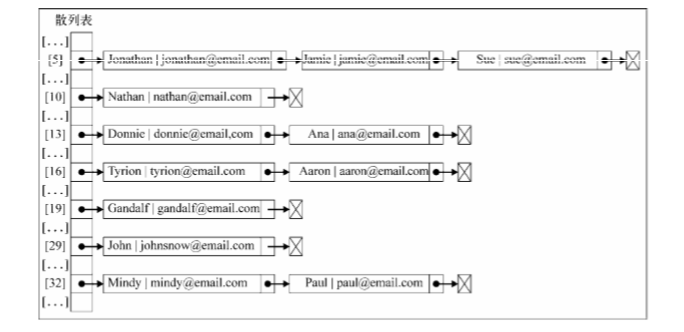 散列表
[...]
[5] Jonathan | jonathan@email.com Jamie | jamie@email.com Sue | sue@email.com
[...]
[10] Nathan | nathan@email.com
[...]
[13] Donnie | donnie@email,com Ana | ana@email.com
[...]
[16] Tyrion | tyrion@email.com Aaron | aaron@email.com
[...]
[19] Gandalf | gandalf@email.com
[...]
[29] John | johnsnow@email.com
[...]
[32] Mindy | mindy@email.com Paul | paul@email.com
[...]